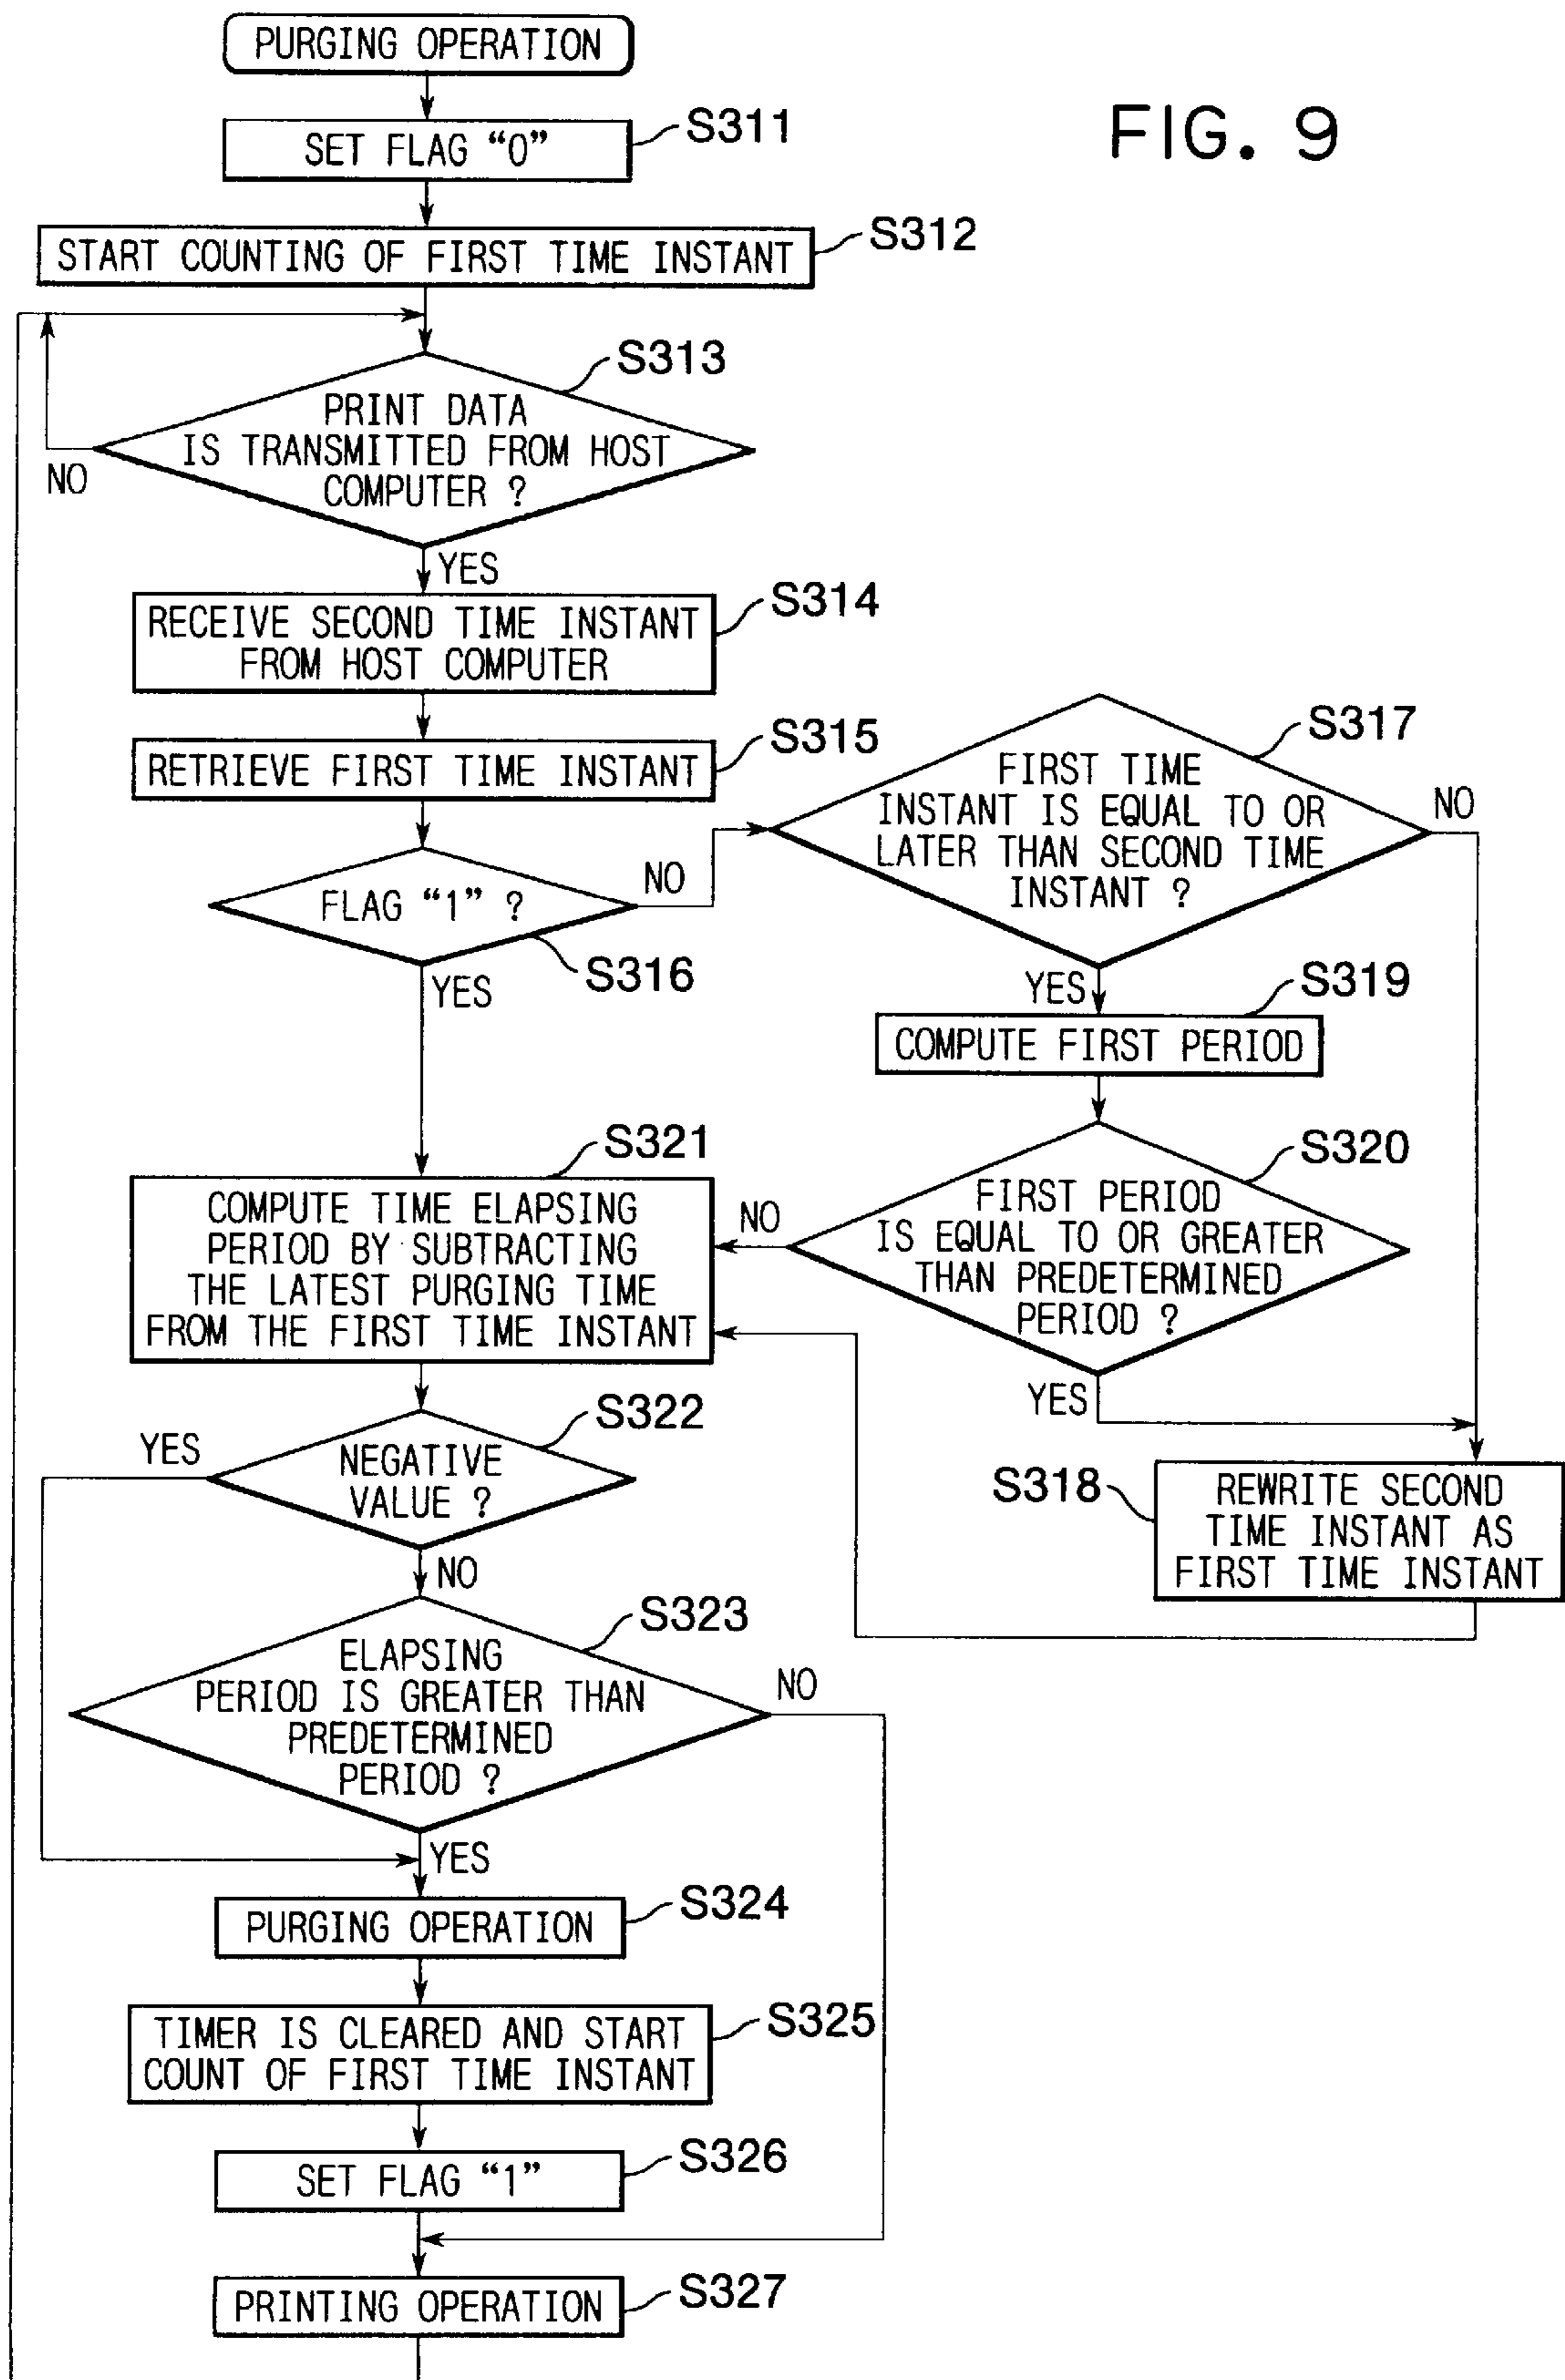 PURGING OPERATION
FIG. 9
SET FLAG “0”
S311
START COUNTING OF FIRST TIME INSTANT
S312
S313
PRINT DATA
IS TRANSMITTED FROM HOST
COMPUTER ?
NO
YES
RECEIVE SECOND TIME INSTANT
FROM HOST COMPUTER
S314
RETRIEVE FIRST TIME INSTANT
S315
FLAG “1” ?
NO
S316
YES
S317
FIRST TIME
INSTANT IS EQUAL TO OR
LATER THAN SECOND TIME
INSTANT ?
NO
YES
S319
COMPUTE FIRST PERIOD
S320
FIRST PERIOD
IS EQUAL TO OR GREATER
THAN PREDETERMINED
PERIOD ?
NO
YES
S318
REWRITE SECOND
TIME INSTANT AS
FIRST TIME INSTANT
S321
COMPUTE TIME ELAPSING
PERIOD BY SUBTRACTING
THE LATEST PURGING TIME
FROM THE FIRST TIME INSTANT
S322
YES
NEGATIVE
VALUE ?
NO
S323
ELAPSING
PERIOD IS GREATER THAN
PREDETERMINED
PERIOD ?
NO
YES
PURGING OPERATION
S324
TIMER IS CLEARED AND START
COUNT OF FIRST TIME INSTANT
S325
SET FLAG “1”
S326
PRINTING OPERATION
S327